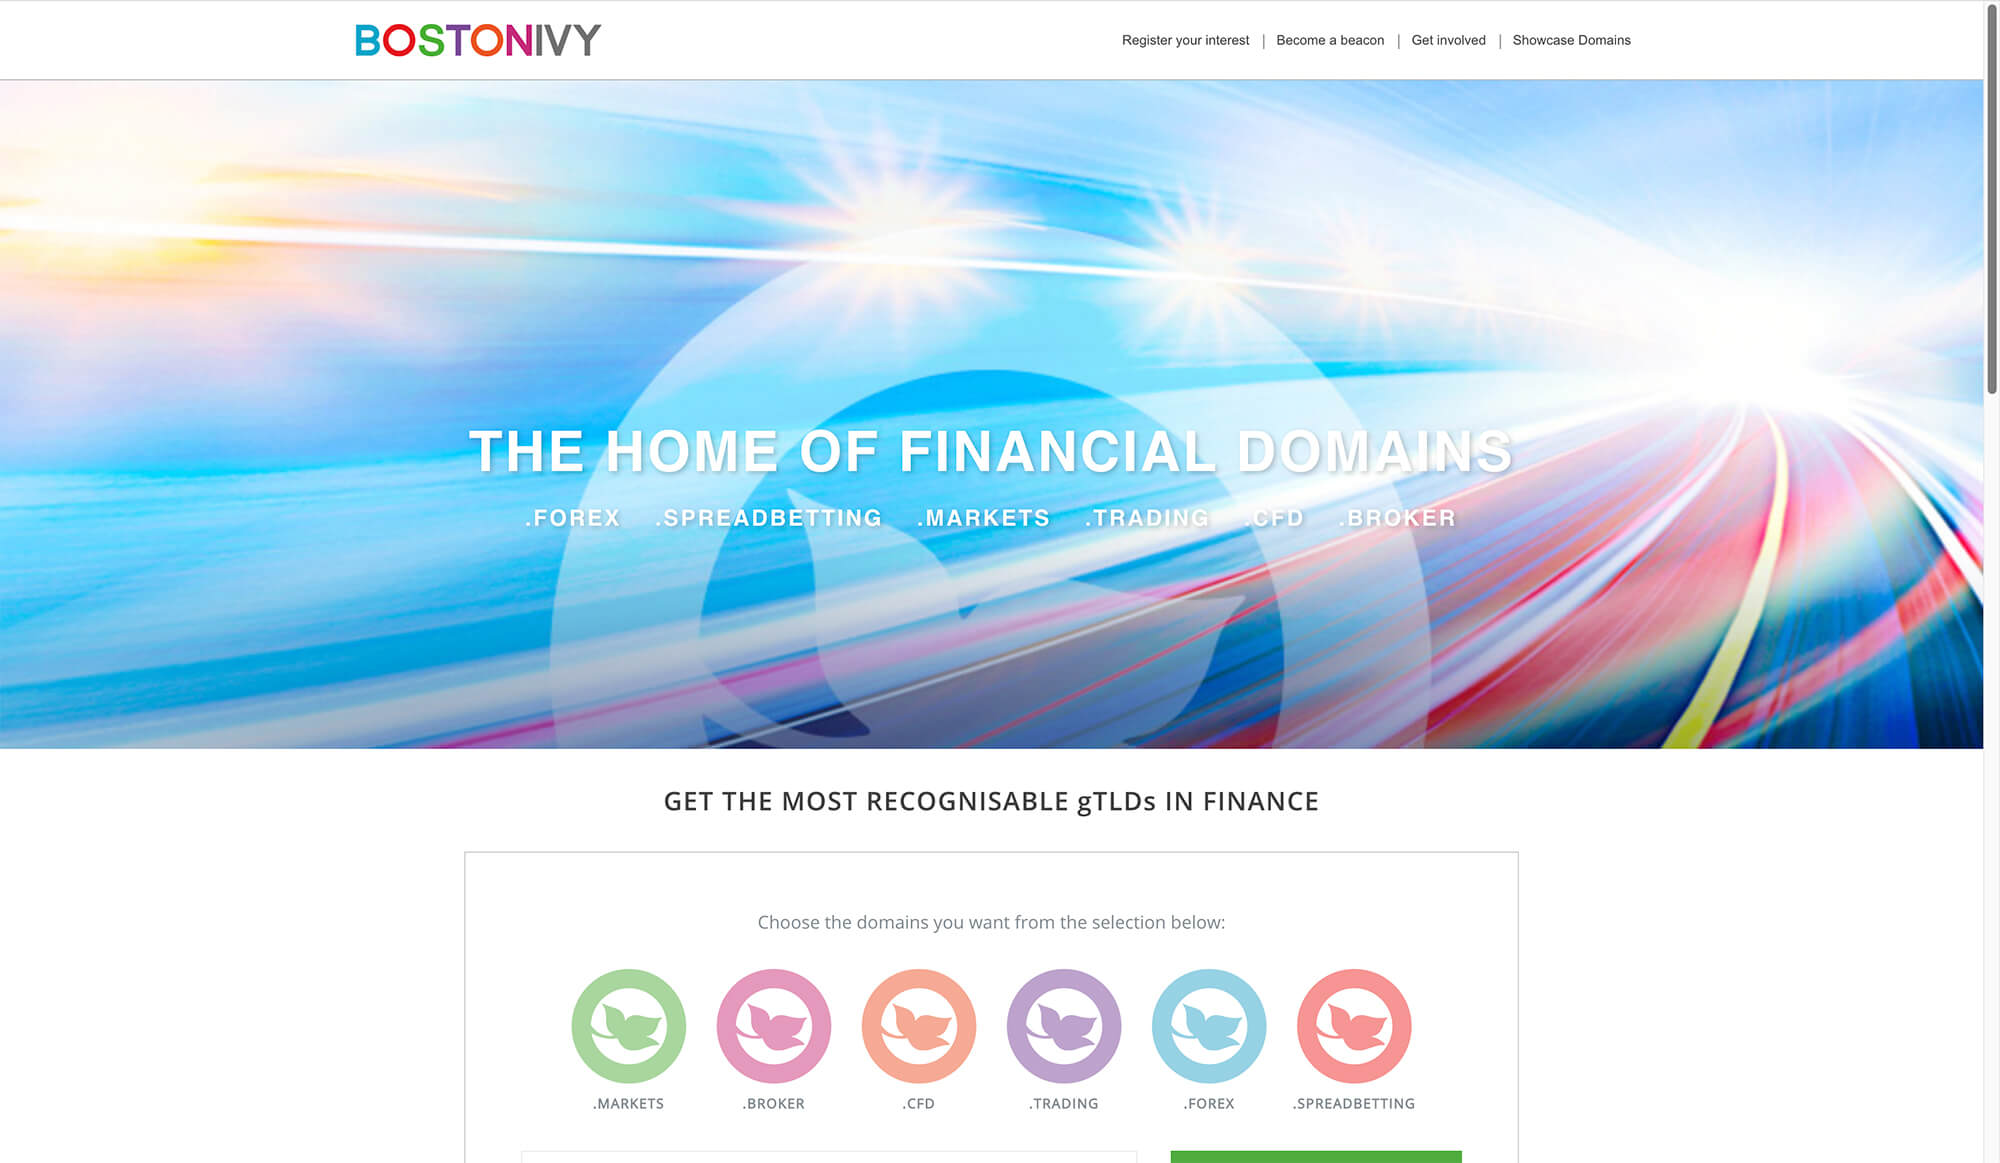 BOSTONIVY
Register your interest | Become a beacon | Get involved | Showcase Domains
THE HOME OF FINANCIAL DOMAINS
.FOREX .SPREADBETTING .MARKETS .TRADING .CFD .BROKER
GET THE MOST RECOGNISABLE gTLDs IN FINANCE
Choose the domains you want from the selection below:
.MARKETS .BROKER .CFD .TRADING .FOREX .SPREADBETTING